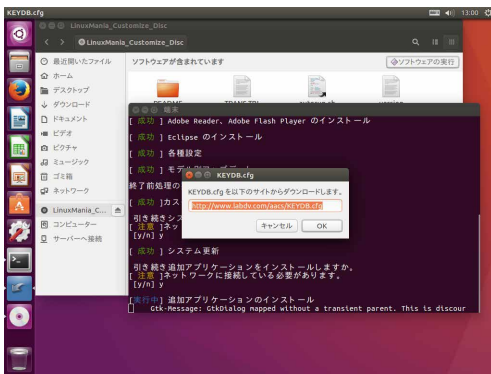 KEYDB.cfg
13:00
LinuxMania_Customize_Disc
LinuxMania_Customize_Disc
最近開いたファイル
ホーム
デスクトップ
ダウンロード
ドキュメント
ビデオ
ピクチャ
ミュージック
ゴミ箱
ネットワーク
LinuxMania_C...
コンピューター
サーバーへ接続
ソフトウェアが含まれています
ソフトウェアの実行
README
TRANS.TBL
autorun.sh
version
端末
[ 成功 ] Adobe Reader、Adobe Flash Player のインストール
[ 成功 ] Eclipse のインストール
[ 成功 ] 各種設定
[ 成功 ]
終了前処理の
[ 成功 ]カス
引き続きシス
[ 注意 ]ネッ
[y/n] y
KEYDB.cfg
KEYDB.cfg を以下のサイトからダウンロードします。
http://www.labdv.com/aacs/KEYDB.cfg
キャンセル
OK
[ 成功 ] システム更新
引き続き追加アプリケーションをインストールしますか。
[ 注意 ]ネットワークに接続している必要があります。
[y/n] y
[実行中] 追加アプリケーションのインストール
Gtk-Message: GtkDialog mapped without a transient parent. This is discour